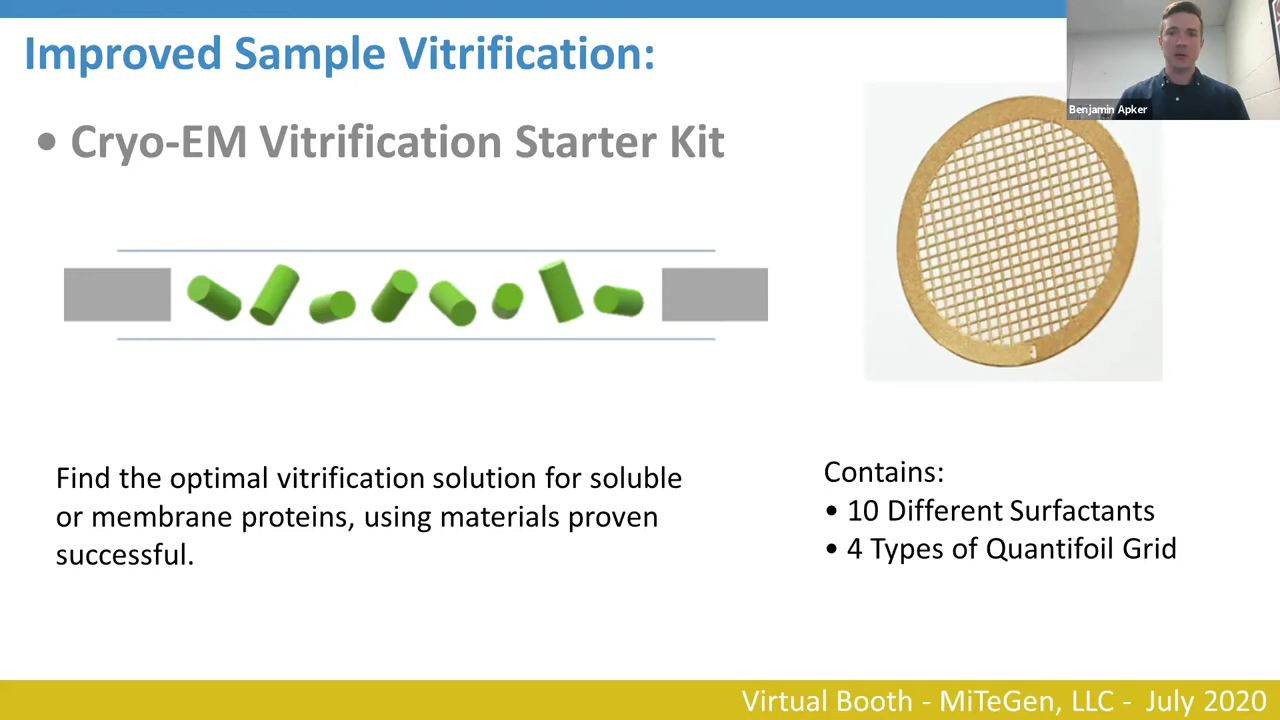 Improved Sample Vitrification:
Benjamin Apker
• Cryo-EM Vitrification Starter Kit
Find the optimal vitrification solution for soluble
or membrane proteins, using materials proven
successful.
Contains:
• 10 Different Surfactants
• 4 Types of Quantifoil Grid
Virtual Booth - MiTeGen, LLC - July 2020